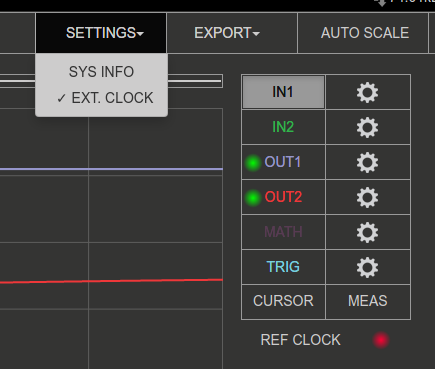 SETTINGS EXPORT AUTO SCALE
SYS INFO
✓ EXT. CLOCK
IN1
IN2
OUT1
OUT2
MATH
TRIG
CURSOR MEAS
REF CLOCK